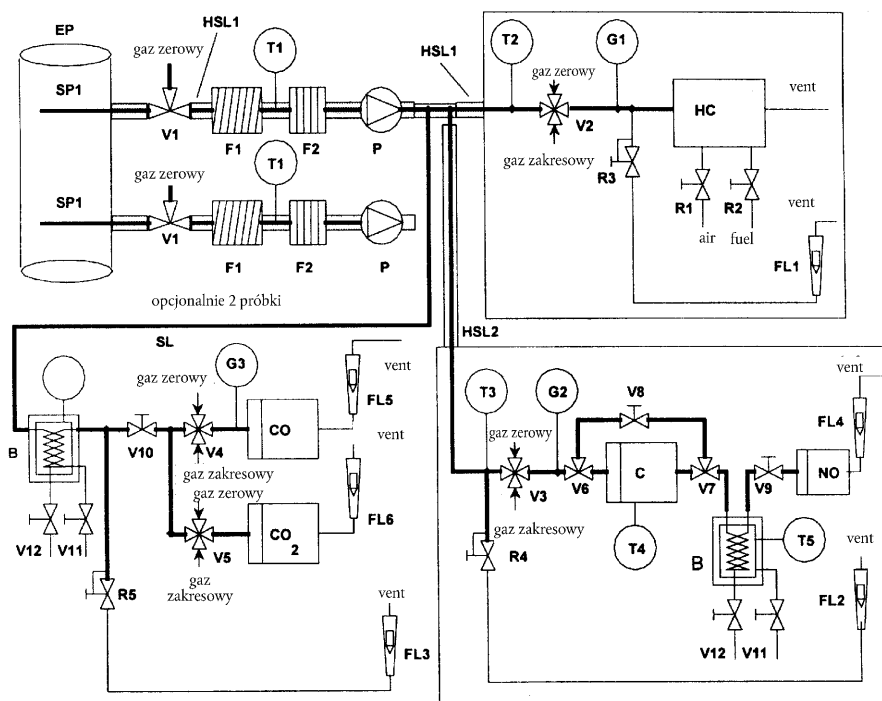 EP
HSL1
gaz zerowy
T1
SP1
V1
F1
F2
P
HSL1
T2
gaz zerowy
G1
V2
gaz zakresowy
HC
vent
R3
R1
R2
air
fuel
vent
FL1
gaz zerowy
T1
SP1
V1
F1
F2
P
opcjonalnie 2 próbki
HSL2
SL
gaz zerowy
G3
vent
FL5
CO
B
V10
V4
gaz zakresowy
gaz zerowy
vent
FL6
CO2
V5
gaz
zakresowy
V12
V11
R5
FL3
vent
T3
G2
V8
vent
FL4
gaz zerowy
V3
V6
C
V7
V9
NO
gaz zakresowy
R4
T4
T5
B
vent
FL2
V12
V11